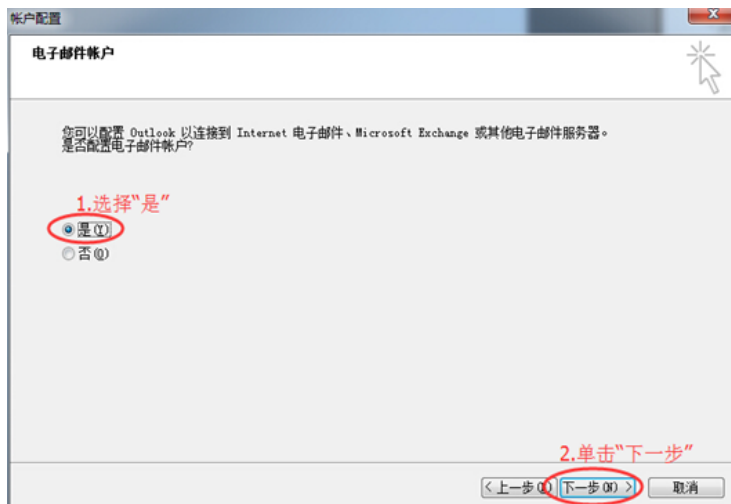 帐户配置
电子邮件帐户
您可以配置 Outlook 以连接到 Internet 电子邮件、Microsoft Exchange 或其他电子邮件服务器。
是否配置电子邮件帐户?
1.选择“是”
是(Y)
否(O)
2.单击“下一步”
< 上一步 下一步(N) > 取消